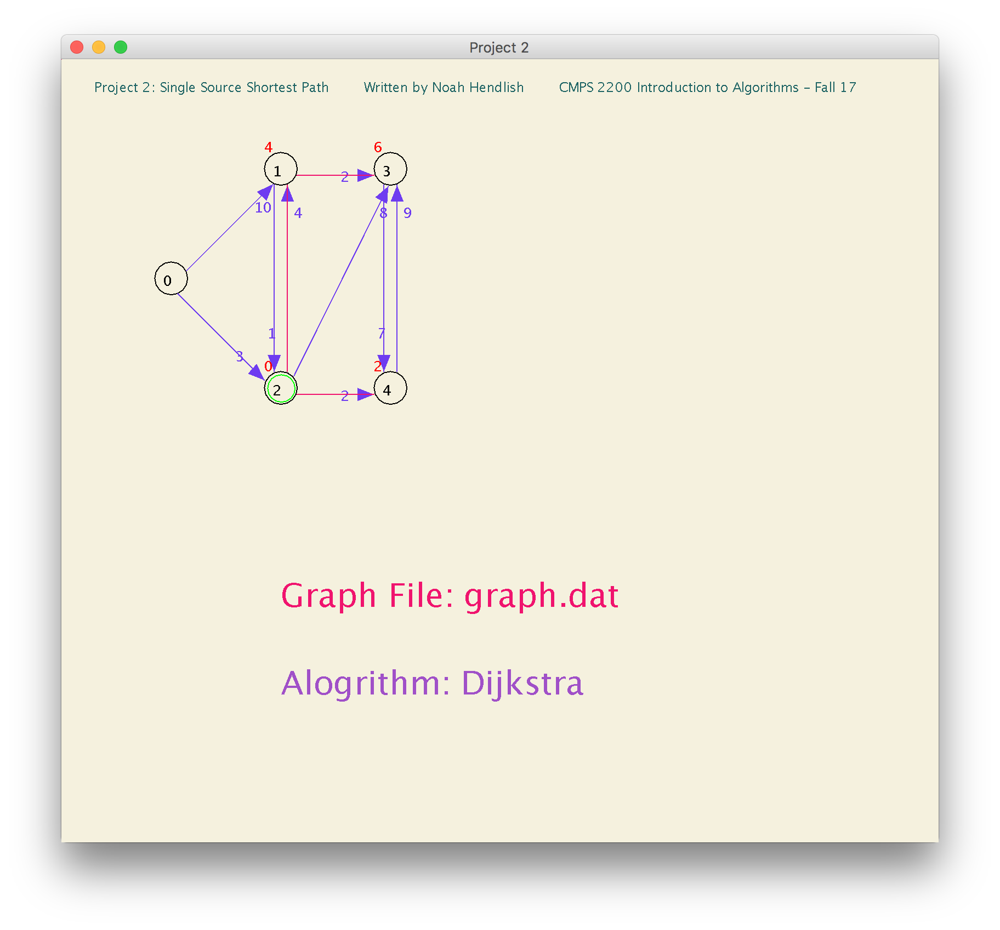 Project 2
Project 2: Single Source Shortest Path Written by Noah Hendlish CMPS 2200 Introduction to Algorithms - Fall 17
4 6
1 3
2
10 4 8 9
0
1 7
3
0 2
2 4
2
Graph File: graph.dat
Alogrithm: Dijkstra